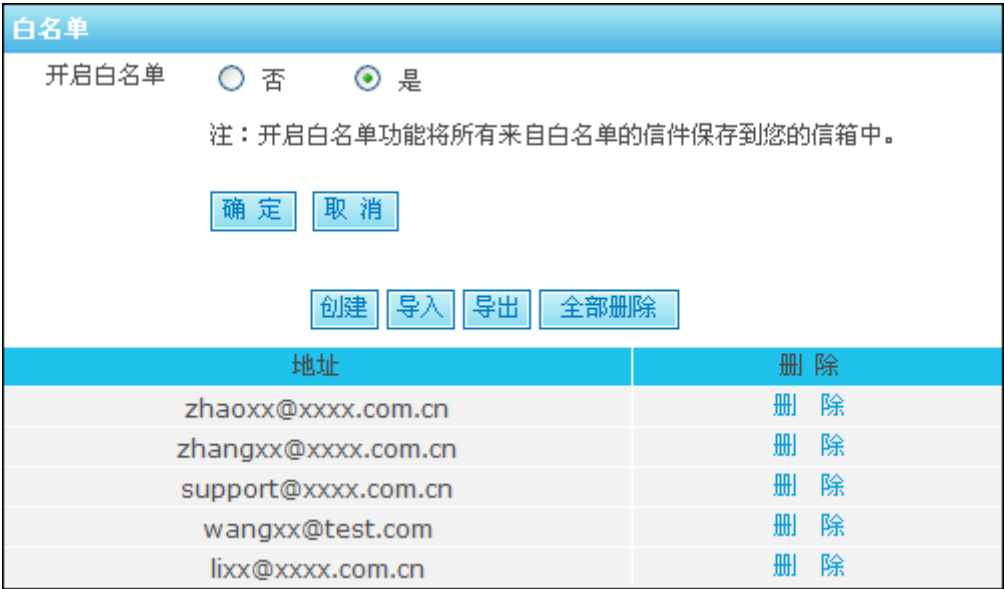 白名单
开启白名单 否 是
注：开启白名单功能将所有来自白名单的信件保存到您的信箱中。
确 定 取 消
创建 导入 导出 全部删除
地址 删 除
zhaoxx@xxxx.com.cn 删 除
zhangxx@xxxx.com.cn 删 除
support@xxxx.com.cn 删 除
wangxx@test.com 删 除
lixx@xxxx.com.cn 删 除